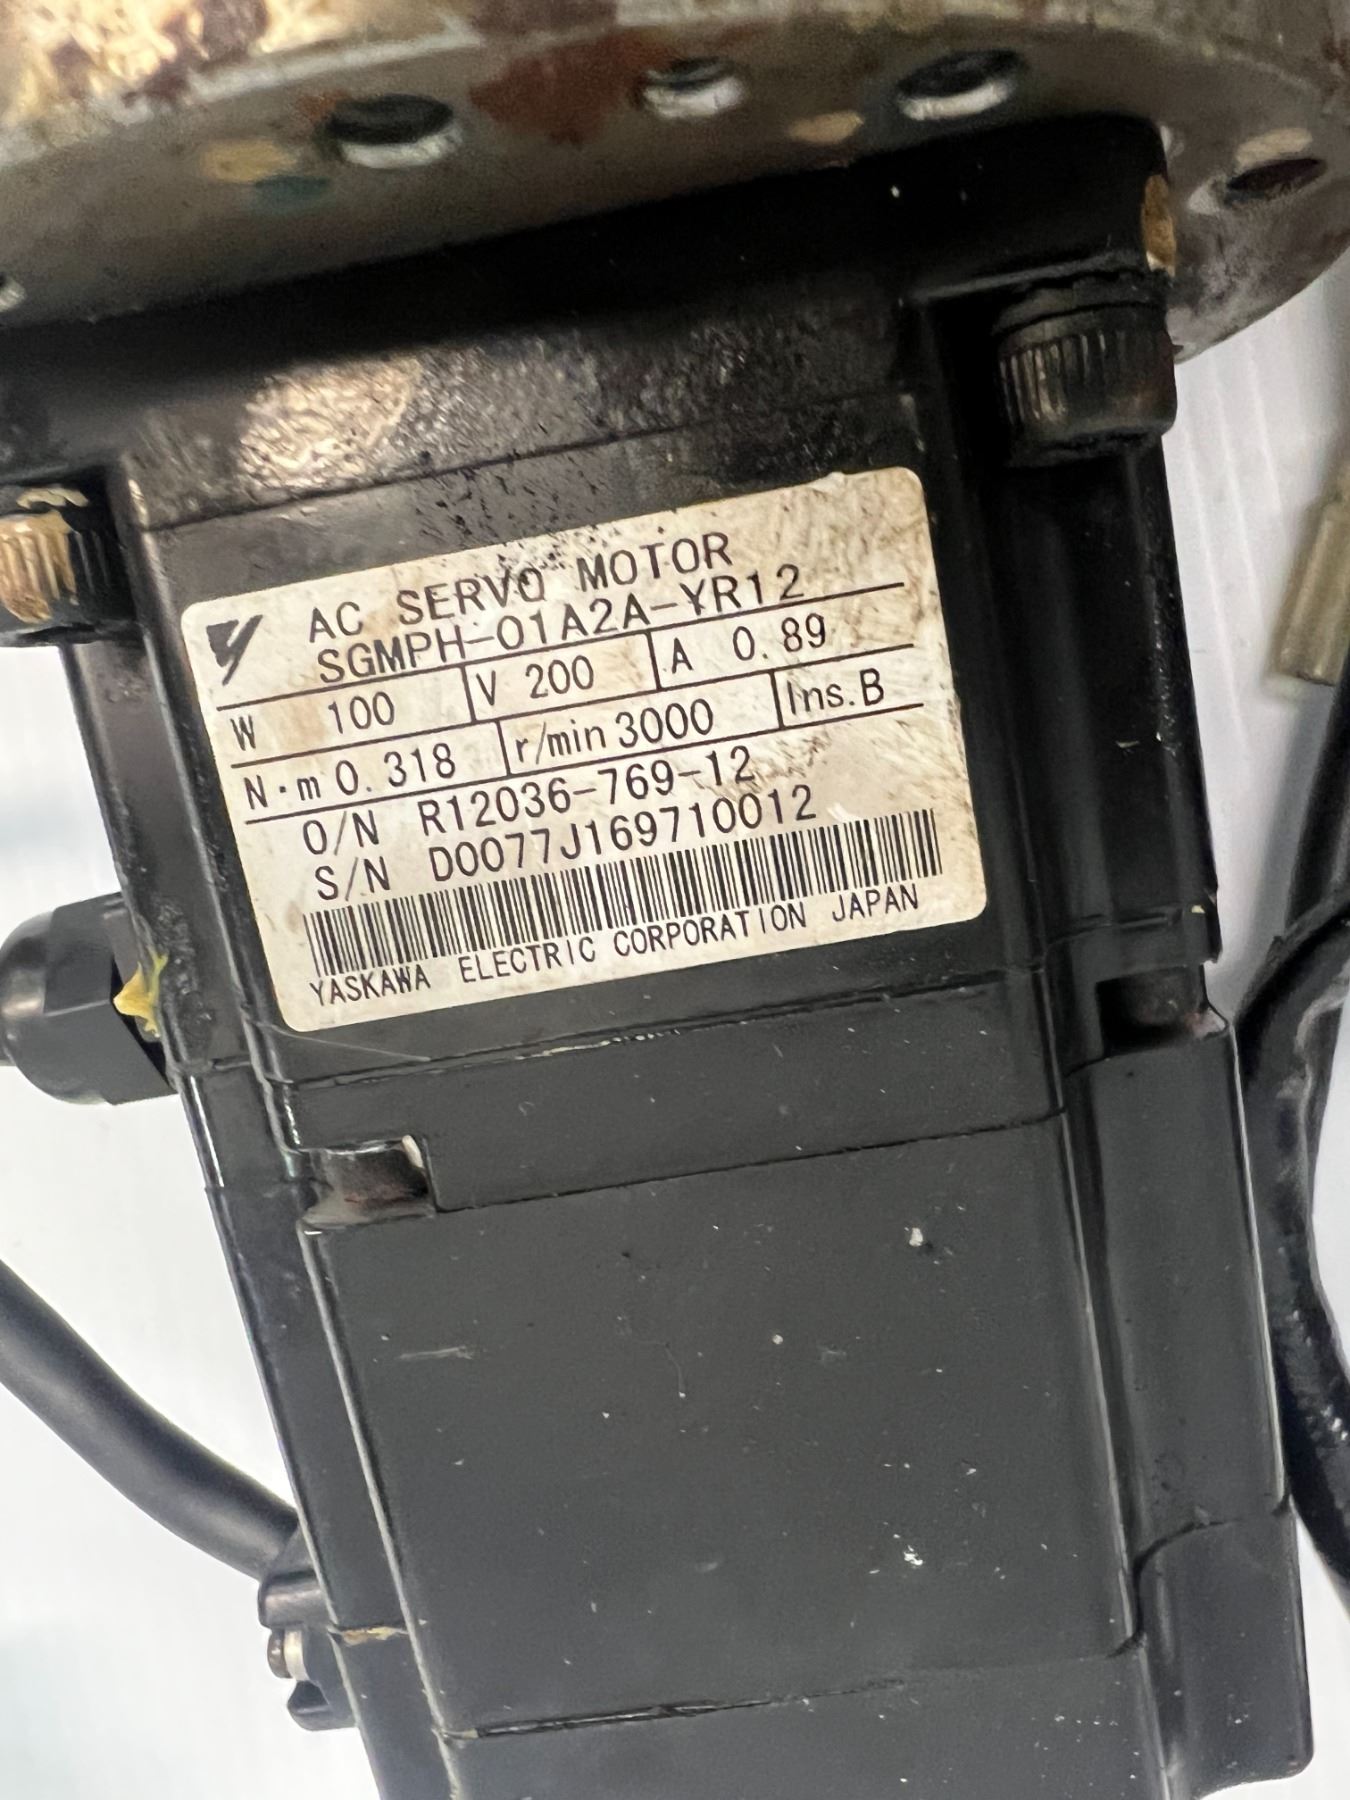 AC SERVO MOTOR
SGMPH-01A2A-YR12
W 100 V 200 A 0.89
N·m 0.318 r/min 3000 Ins.B
O/N R12036-769-12
S/N D0077J169710012
YASKAWA ELECTRIC CORPORATION JAPAN